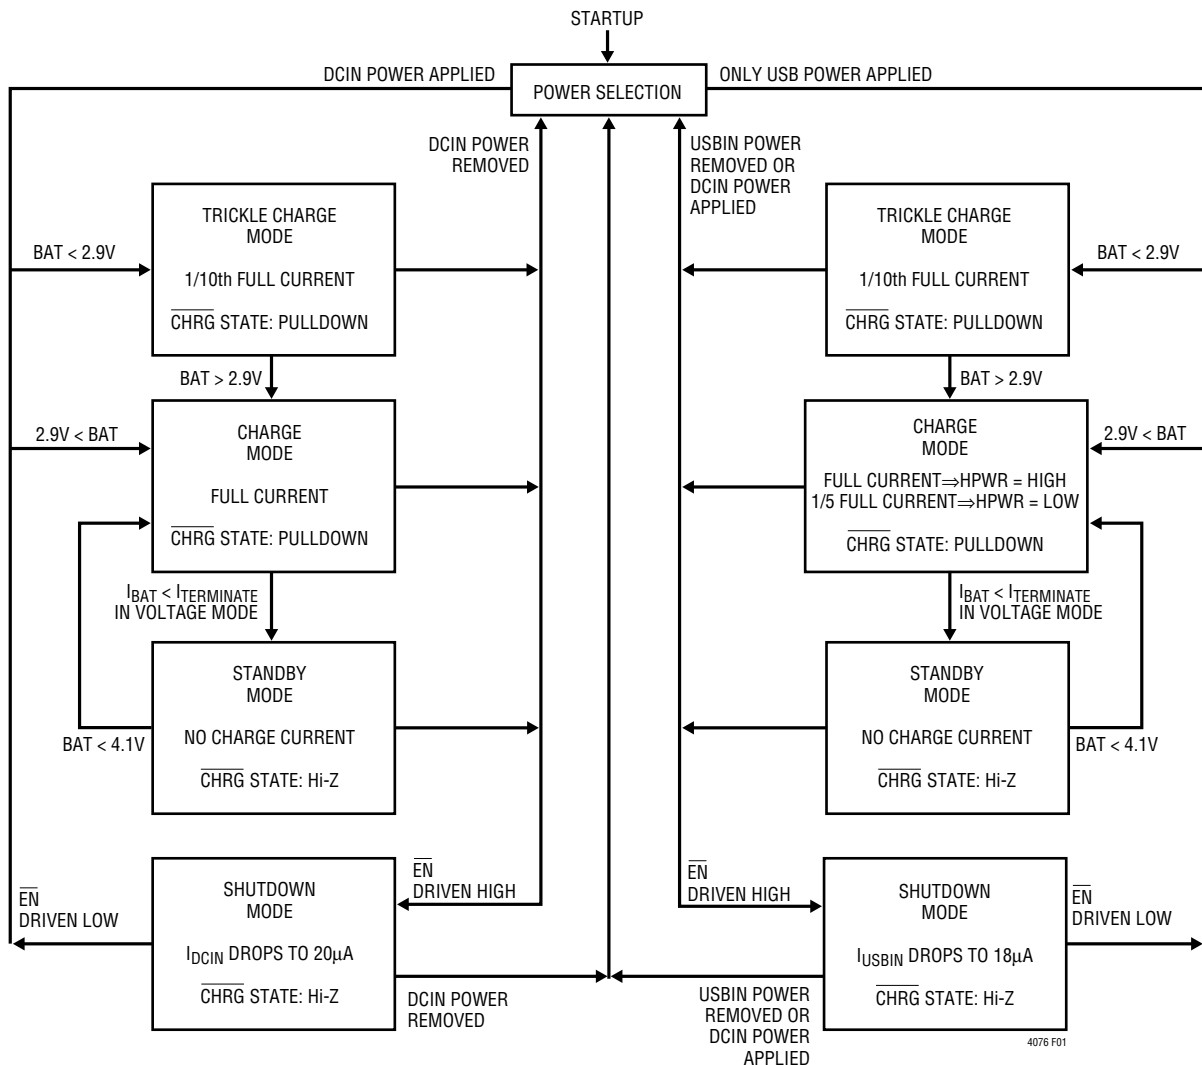 STARTUP
DCIN POWER APPLIED
POWER SELECTION
ONLY USB POWER APPLIED
DCIN POWER
REMOVED
USBIN POWER
REMOVED OR
DCIN POWER
APPLIED
TRICKLE CHARGE
MODE
1/10th FULL CURRENT
CHRG STATE: PULLDOWN
BAT < 2.9V
BAT > 2.9V
2.9V < BAT
CHARGE
MODE
FULL CURRENT
CHRG STATE: PULLDOWN
IBAT < ITERMINATE
IN VOLTAGE MODE
STANDBY
MODE
NO CHARGE CURRENT
CHRG STATE: Hi-Z
BAT < 4.1V
EN
DRIVEN HIGH
EN
DRIVEN LOW
SHUTDOWN
MODE
IDCIN DROPS TO 20μA
CHRG STATE: Hi-Z
DCIN POWER
REMOVED
TRICKLE CHARGE
MODE
1/10th FULL CURRENT
CHRG STATE: PULLDOWN
BAT < 2.9V
BAT > 2.9V
2.9V < BAT
CHARGE
MODE
FULL CURRENT⇒HPWR = HIGH
1/5 FULL CURRENT⇒HPWR = LOW
CHRG STATE: PULLDOWN
IBAT < ITERMINATE
IN VOLTAGE MODE
STANDBY
MODE
NO CHARGE CURRENT
CHRG STATE: Hi-Z
BAT < 4.1V
EN
DRIVEN HIGH
SHUTDOWN
MODE
IUSBIN DROPS TO 18μA
CHRG STATE: Hi-Z
EN
DRIVEN LOW
USBIN POWER
REMOVED OR
DCIN POWER
APPLIED
4076 F01